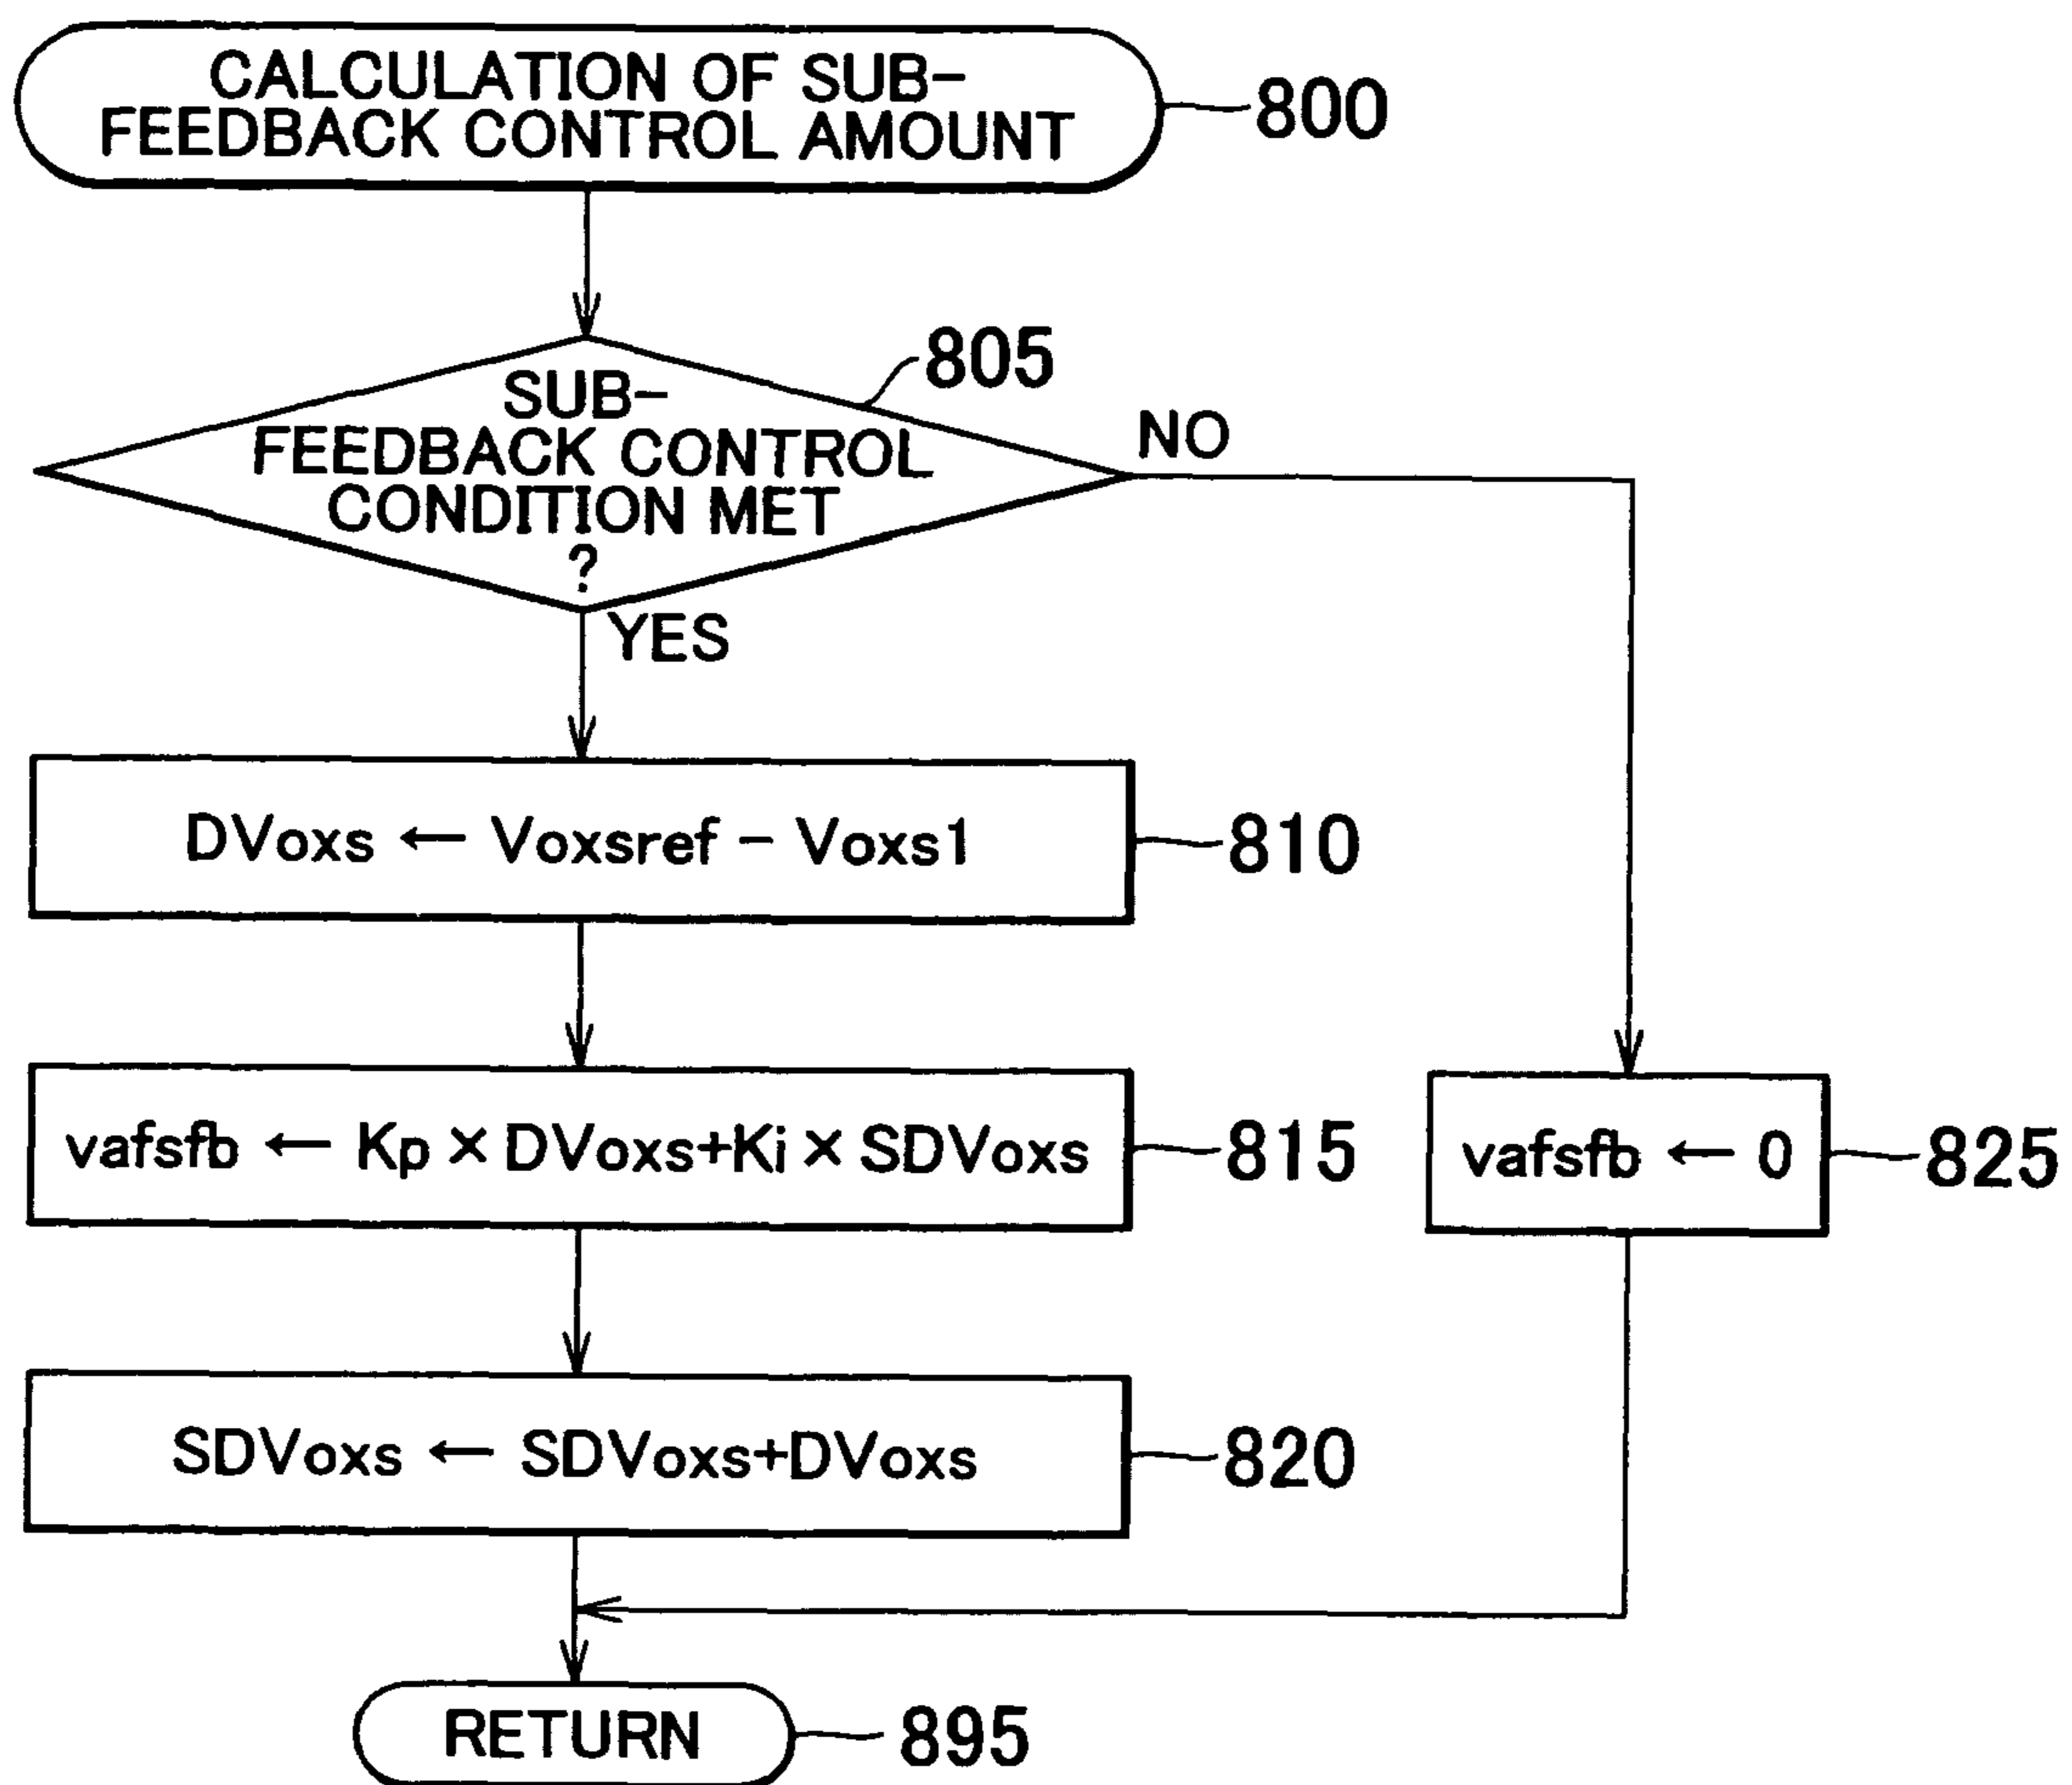 CALCULATION OF SUB-
FEEDBACK CONTROL AMOUNT
800
805
SUB-
FEEDBACK CONTROL
CONDITION MET
?
NO
YES
DVoxs ← Voxsref − Voxs1
810
vafsfb ← Kp × DVoxs+Ki × SDVoxs
815
vafsfb ← 0
825
SDVoxs ← SDVoxs+DVoxs
820
RETURN
895